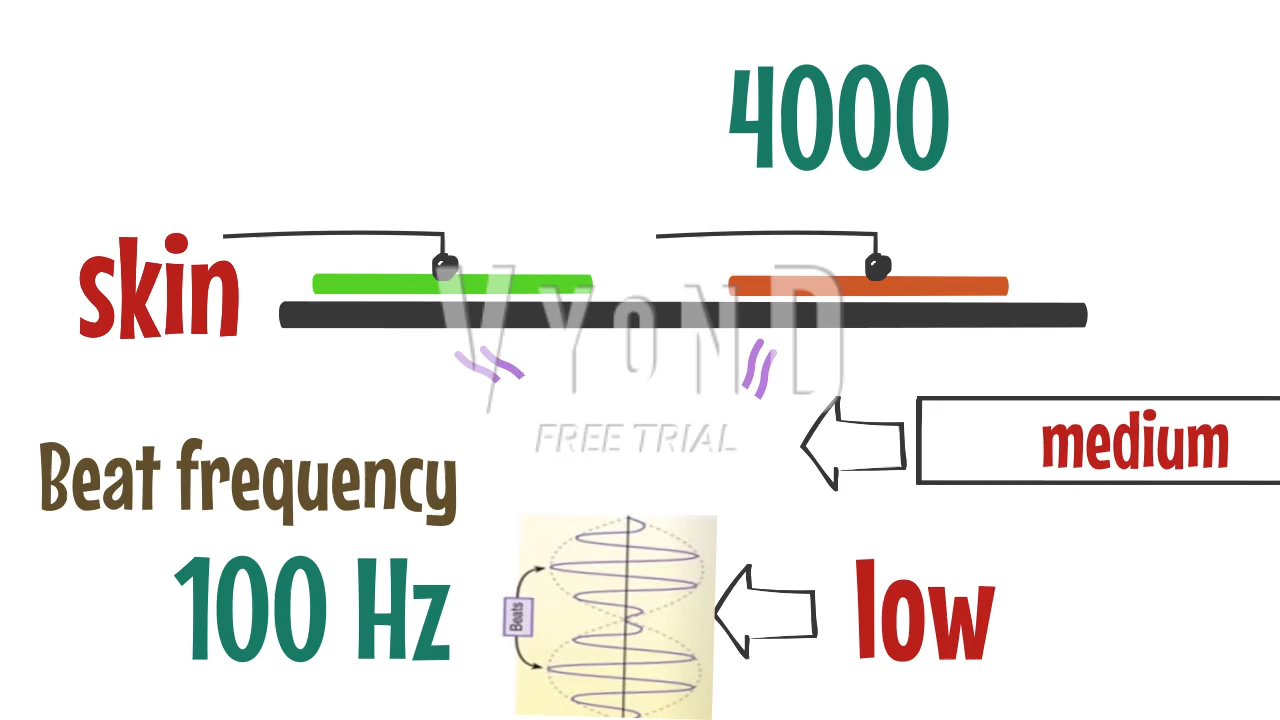 4000
skin
VYOND
FREE TRIAL
medium
Beat frequency
100 Hz
Beats
low